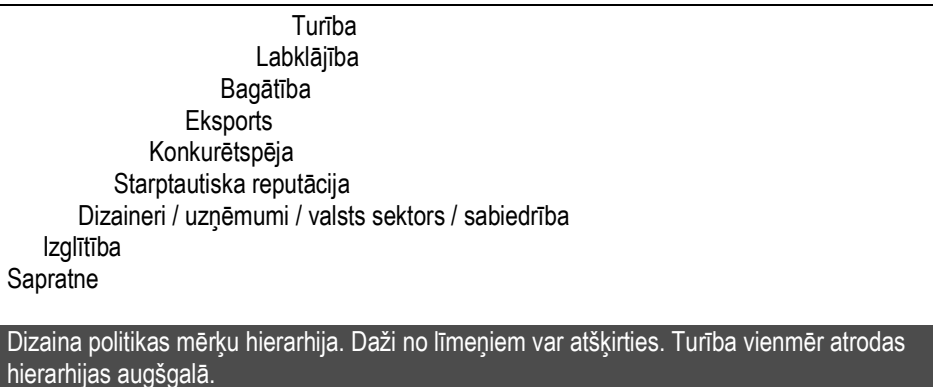 Turība
Labklājība
Bagātība
Eksports
Konkurētspēja
Starptautiska reputācija
Dizaineri / uzņēmumi / valsts sektors / sabiedrība
Izglītība
Sapratne
Dizaina politikas mērķu hierarhija. Daži no līmeņiem var atšķirties. Turība vienmēr atrodas
hierarhijas augšgalā.